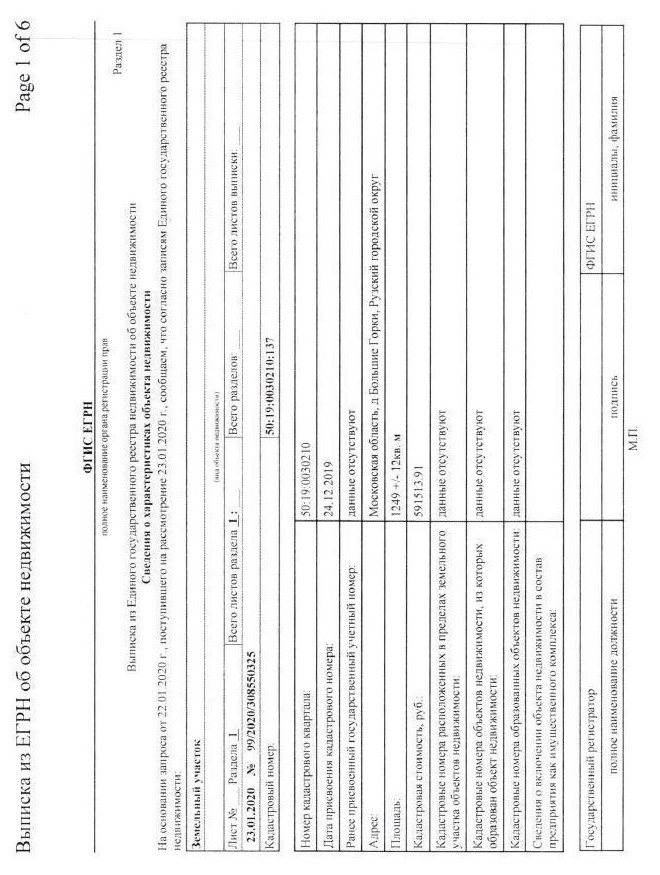 Выписка из ЕГРН об объекте недвижимости
Page 1 of 6
ФГИС ЕГРН
полное наименование органа регистрации прав
Раздел 1
Выписка из Единого государственного реестра недвижимости об объекте недвижимости
Сведения о характеристиках объекта недвижимости
На основании запроса от 22.01.2020 г., поступившего на рассмотрение 23.01.2020 г., сообщаем, что согласно записям Единого государственного реестра
недвижимости:
Земельный участок
(вид объекта недвижимости)
Лист № Раздела 1 Всего листов раздела 1 : Всего разделов: Всего листов выписки:
23.01.2020 № 99/2020/308550325
Кадастровый номер: 50:19:0030210:137
Номер кадастрового квартала: 50:19:0030210
Дата присвоения кадастрового номера: 24.12.2019
Ранее присвоенный государственный учетный номер: данные отсутствуют
Адрес: Московская область, д Большие Горки, Рузский городской округ
Площадь: 1249 +/- 12кв. м
Кадастровая стоимость, руб.: 591513.91
Кадастровые номера расположенных в пределах земельного
участка объектов недвижимости: данные отсутствуют
Кадастровые номера объектов недвижимости, из которых
образован объект недвижимости: данные отсутствуют
Кадастровые номера образованных объектов недвижимости: данные отсутствуют
Сведения о включении объекта недвижимости в состав
предприятия как имущественного комплекса:
Государственный регистратор ФГИС ЕГРН
полное наименование должности подпись инициалы, фамилия
М.П.